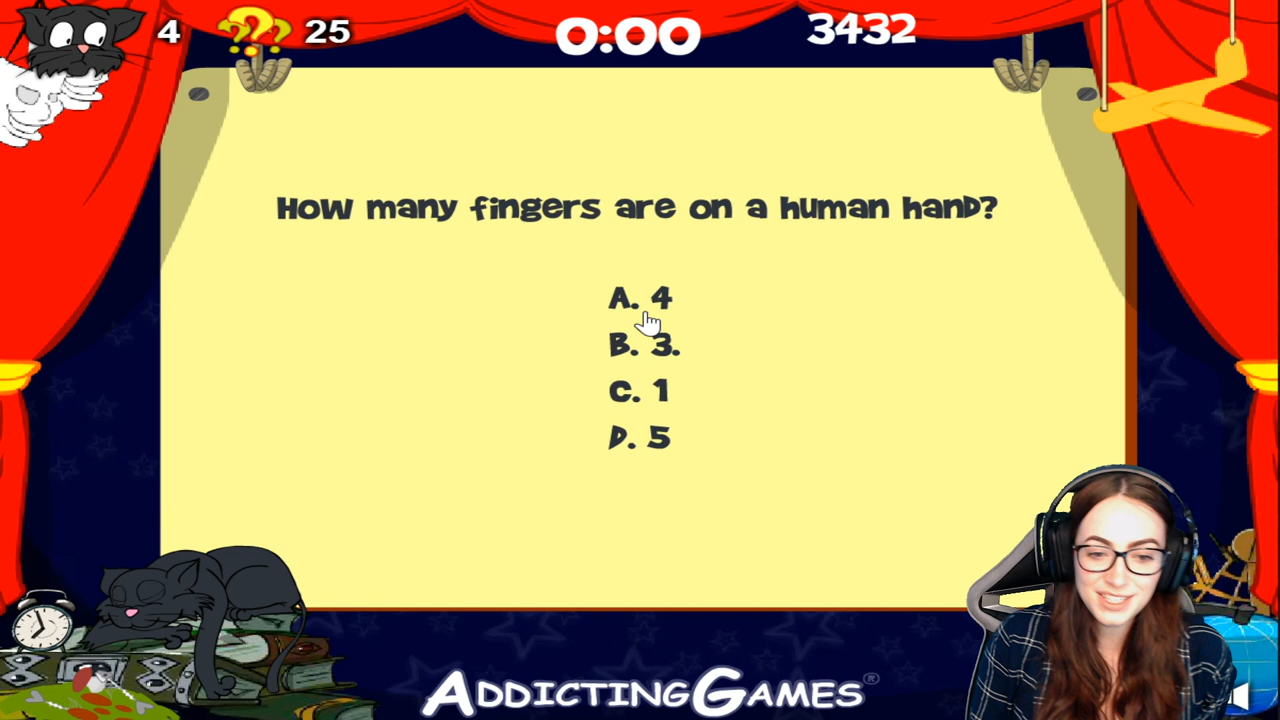 4 ??? 25 0:00 3432
How many fingers are on a human hand?
A. 4
B. 3.
C. 1
D. 5
ADDICTINGGAMES®